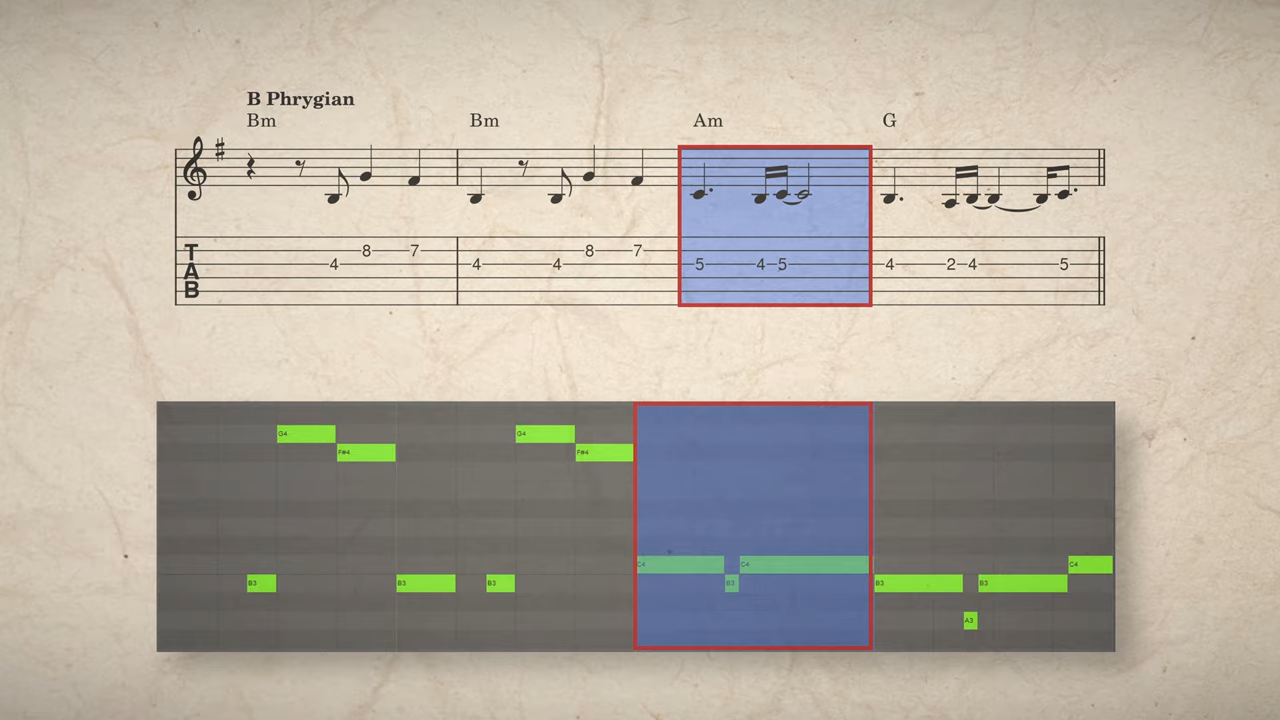 B Phrygian
Bm Bm Am G
T 8 7 8 7
A 4 4 4 5 4 5 4 2 4 5
B
G4 G4
F#4 F#4
C4 C4 C4
B3 B3 B3 B3 B3 B3
A3